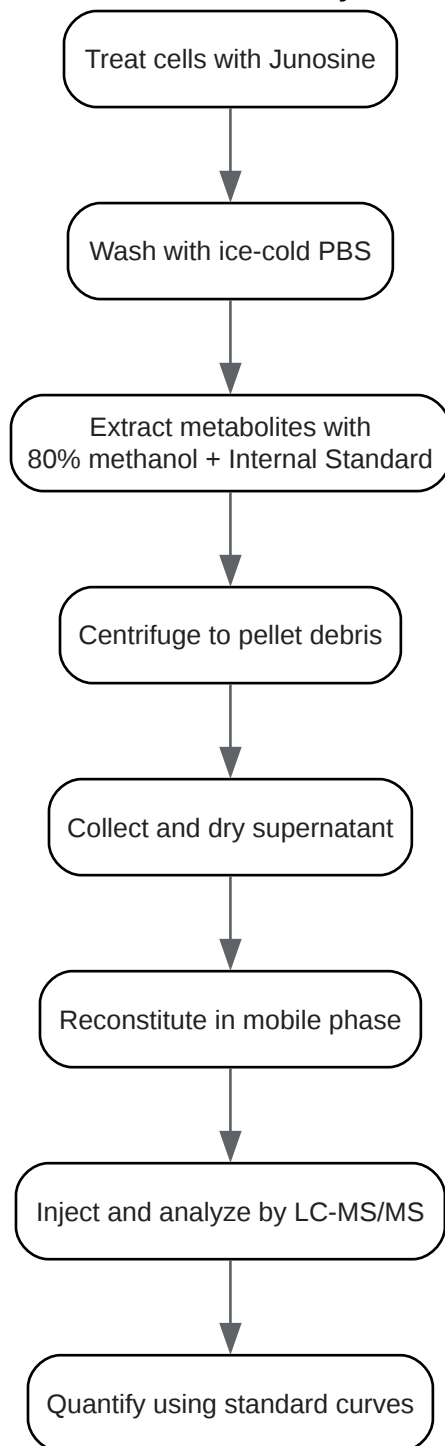 Treat cells with Junosine
Wash with ice-cold PBS
Extract metabolites with
80% methanol + Internal Standard
Centrifuge to pellet debris
Collect and dry supernatant
Reconstitute in mobile phase
Inject and analyze by LC-MS/MS
Quantify using standard curves